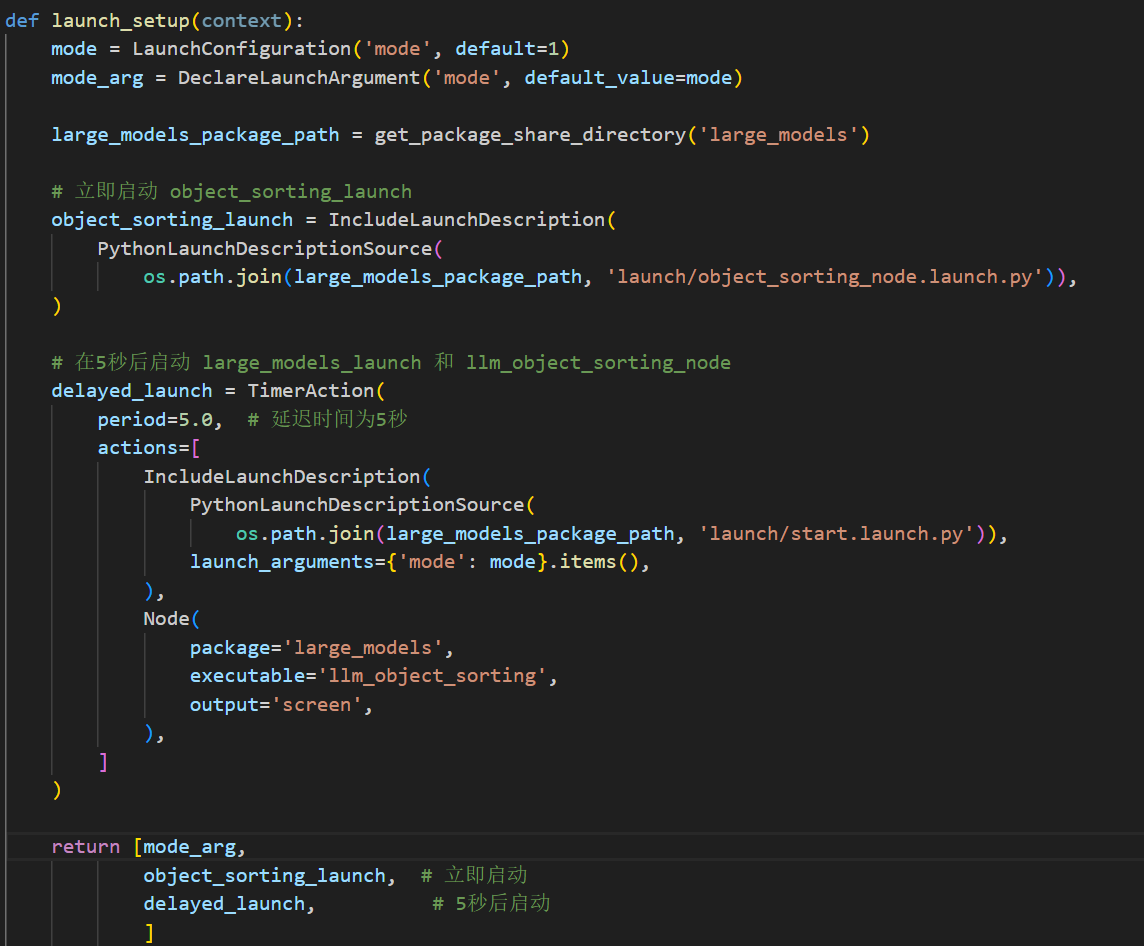 def launch_setup(context):
    mode = LaunchConfiguration('mode', default=1)
    mode_arg = DeclareLaunchArgument('mode', default_value=mode)

    large_models_package_path = get_package_share_directory('large_models')

    # 立即启动 object_sorting_launch
    object_sorting_launch = IncludeLaunchDescription(
        PythonLaunchDescriptionSource(
            os.path.join(large_models_package_path, 'launch/object_sorting_node.launch.py')),
    )

    # 在5秒后启动 large_models_launch 和 llm_object_sorting_node
    delayed_launch = TimerAction(
        period=5.0,  # 延迟时间为5秒
        actions=[
            IncludeLaunchDescription(
                PythonLaunchDescriptionSource(
                    os.path.join(large_models_package_path, 'launch/start.launch.py')),
                launch_arguments={'mode': mode}.items(),
            ),
            Node(
                package='large_models',
                executable='llm_object_sorting',
                output='screen',
            ),
        ]
    )

    return [mode_arg,
            object_sorting_launch,  # 立即启动
            delayed_launch,          # 5秒后启动
            ]